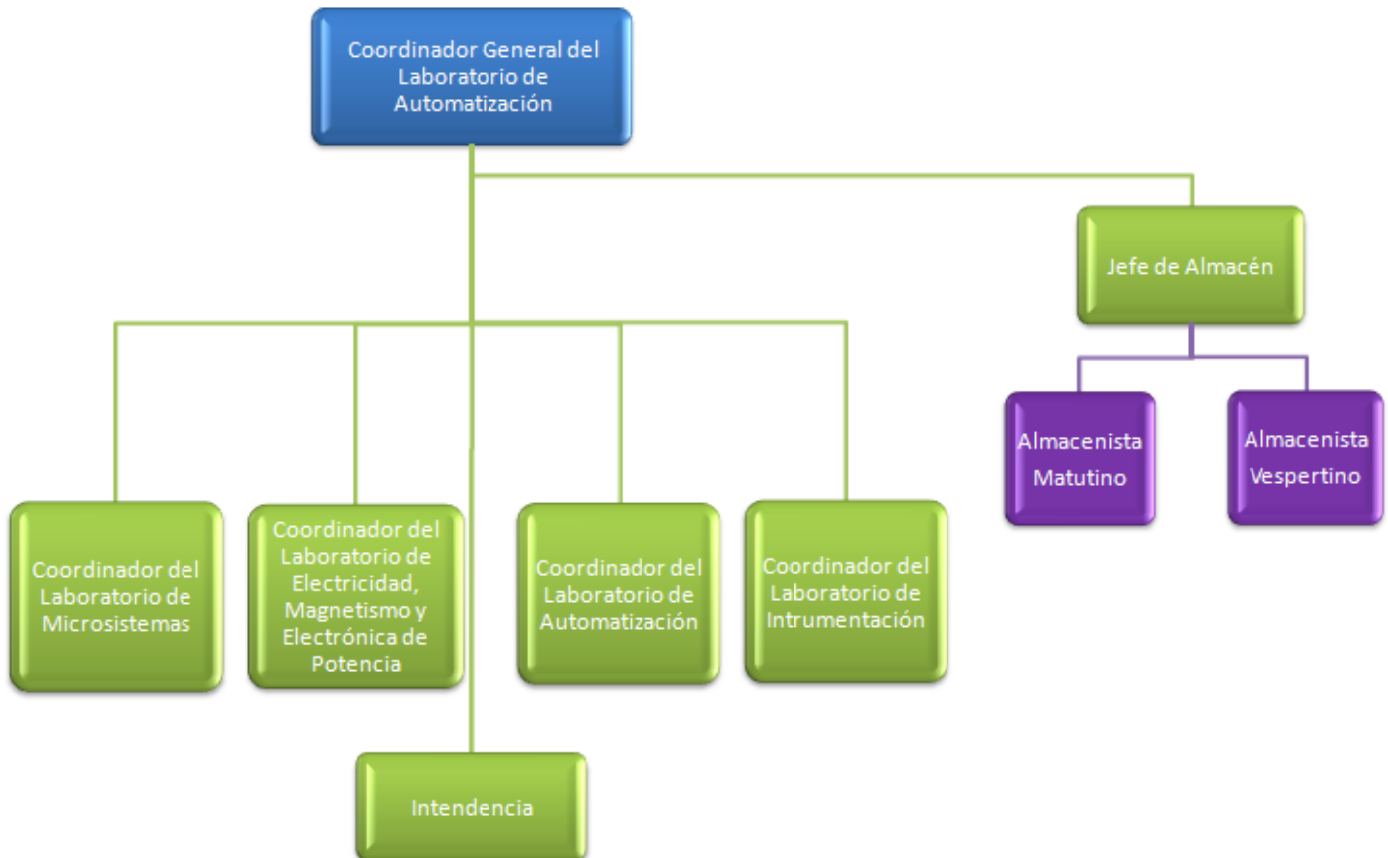 Coordinador General del
Laboratorio de
Automatización
Jefe de Almacén
Almacenista
Matutino
Almacenista
Vespertino
Coordinador del
Laboratorio de
Microsistemas
Coordinador del
Laboratorio de
Electricidad,
Magnetismo y
Electrónica de
Potencia
Coordinador del
Laboratorio de
Automatización
Coordinador del
Laboratorio de
Intrumentación
Intendencia